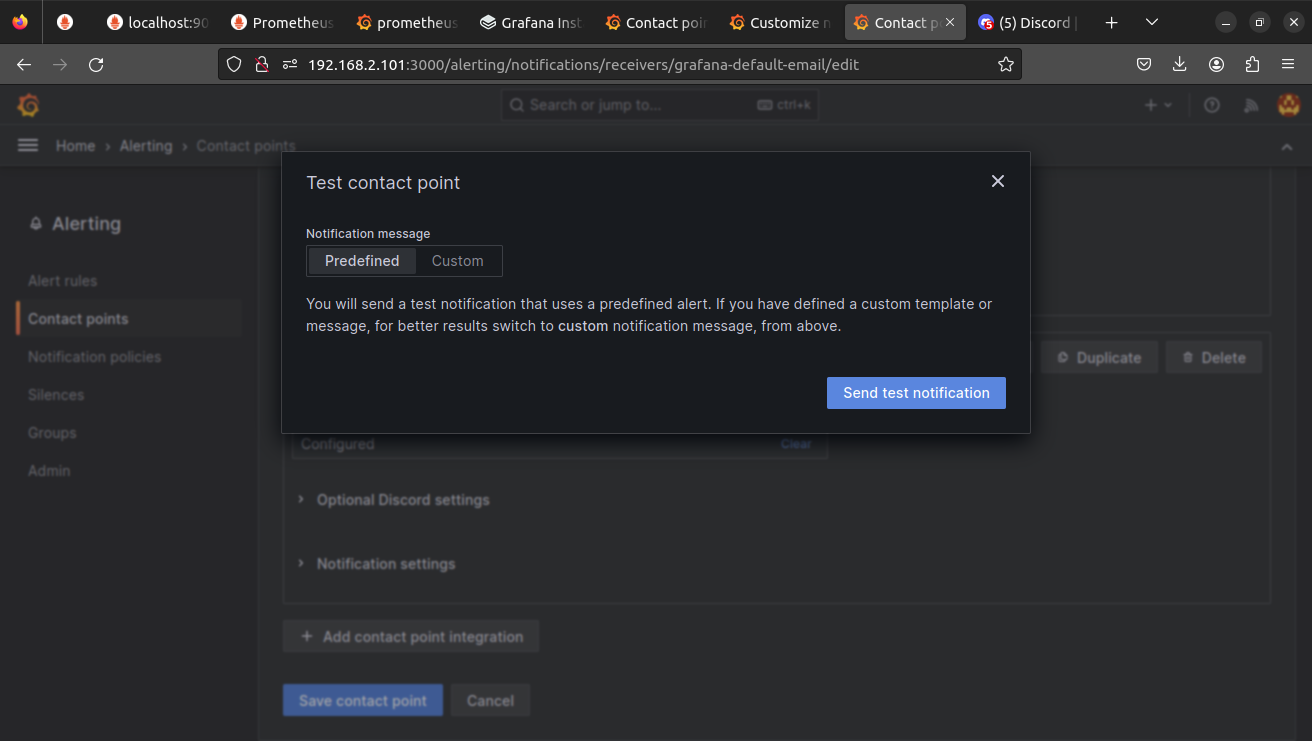 localhost:90
Prometheus
prometheus
Grafana Inst
Contact poin
Customize n
Contact p
(5) Discord |
192.168.2.101:3000/alerting/notifications/receivers/grafana-default-email/edit
Search or jump to...
ctrl+k
Home › Alerting › Contact points
Test contact point
Notification message
Predefined
Custom
You will send a test notification that uses a predefined alert. If you have defined a custom template or
message, for better results switch to custom notification message, from above.
Send test notification
Alerting
Alert rules
Contact points
Notification policies
Silences
Groups
Admin
Duplicate
Delete
Configured
Clear
Optional Discord settings
Notification settings
Add contact point integration
Save contact point
Cancel